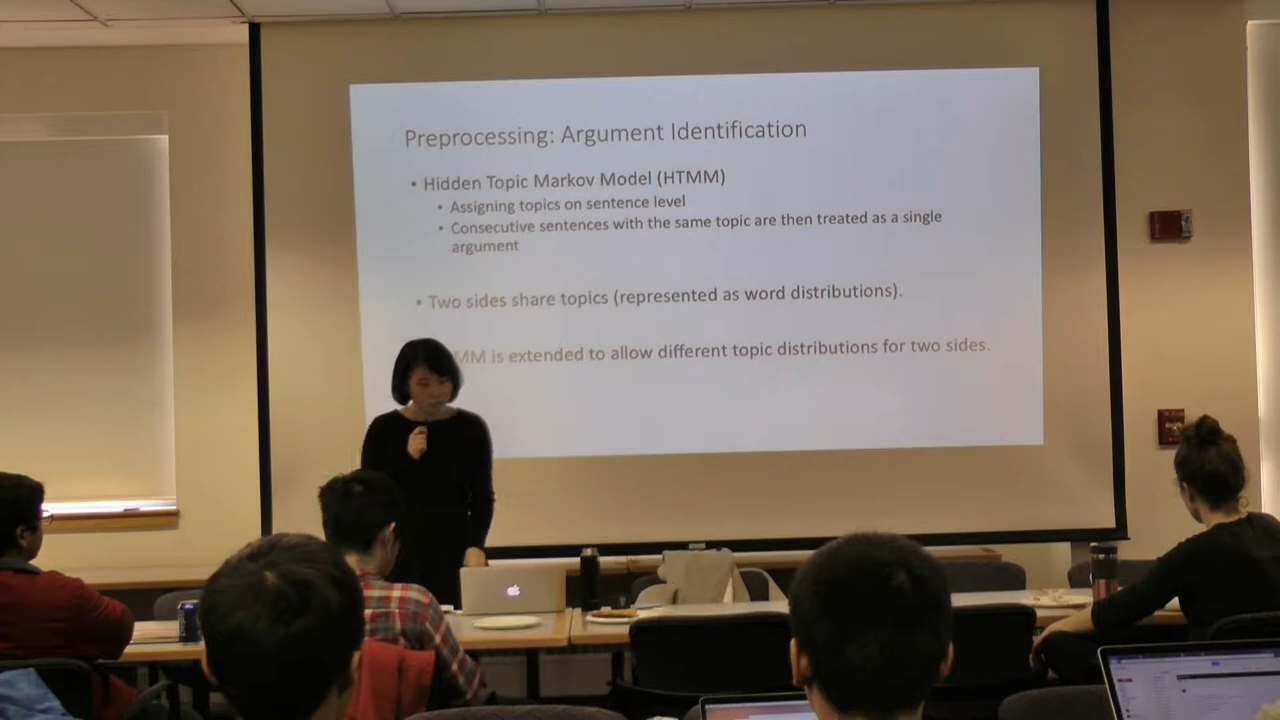 Preprocessing: Argument Identification
• Hidden Topic Markov Model (HTMM)
• Assigning topics on sentence level
• Consecutive sentences with the same topic are then treated as a single
argument
• Two sides share topics (represented as word distributions).
MM is extended to allow different topic distributions for two sides.